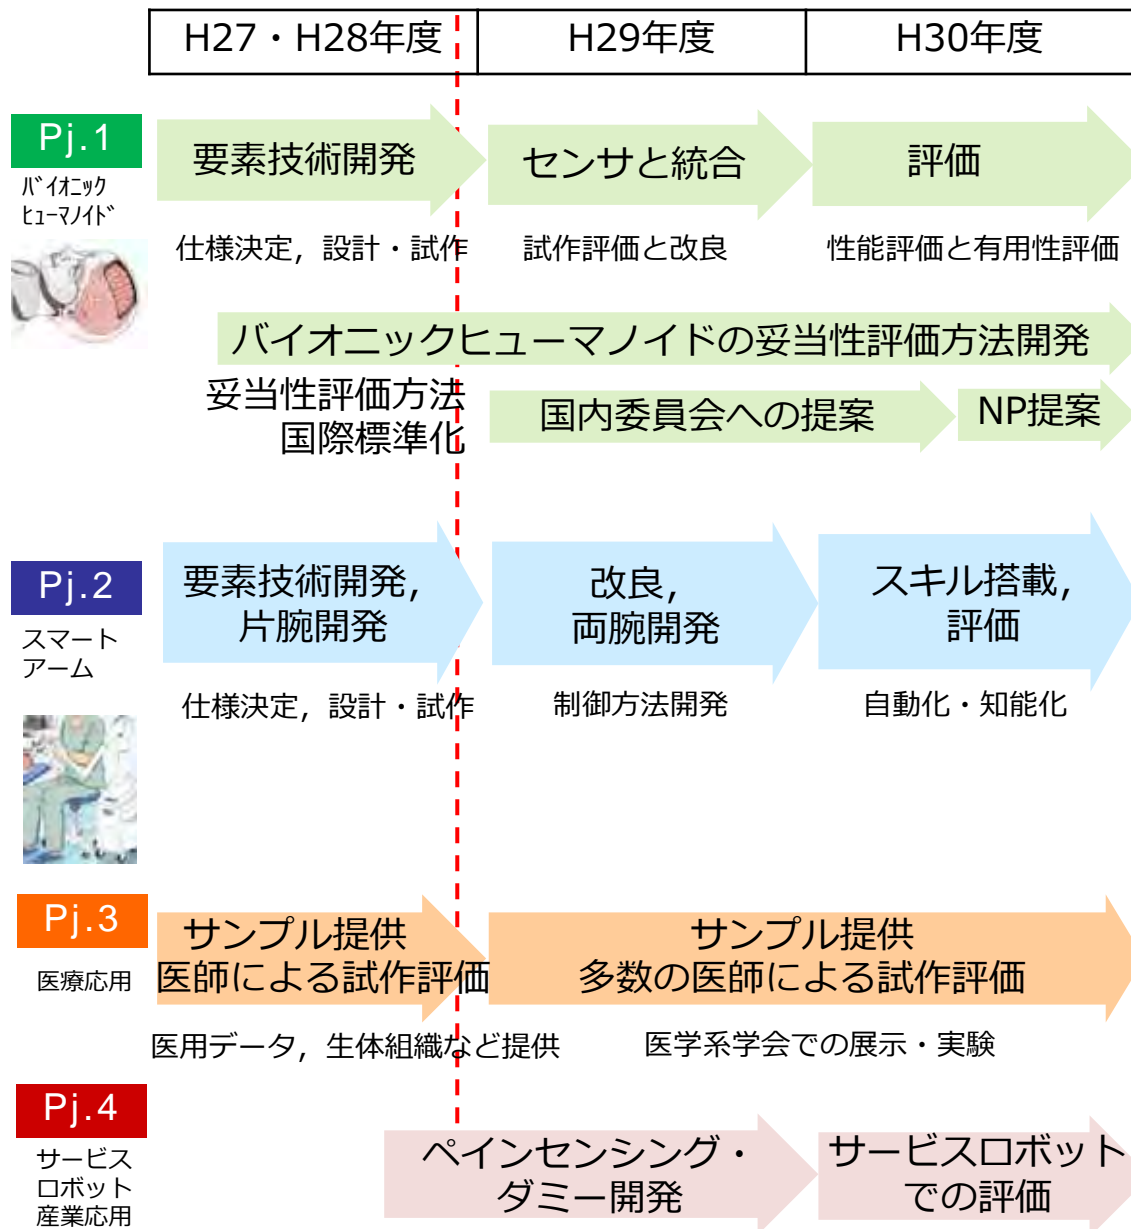 H27・H28年度 H29年度 H30年度
Pj.1
バイオニック
ヒューマノイド
要素技術開発 センサと統合 評価
仕様決定，設計・試作 試作評価と改良 性能評価と有用性評価
バイオニックヒューマノイドの妥当性評価方法開発
妥当性評価方法
国際標準化
国内委員会への提案 NP提案
Pj.2
スマート
アーム
要素技術開発，
片腕開発
改良，
両腕開発
スキル搭載，
評価
仕様決定，設計・試作 制御方法開発 自動化・知能化
Pj.3
医療応用
サンプル提供
医師による試作評価
サンプル提供
多数の医師による試作評価
医用データ，生体組織など提供 医学系学会での展示・実験
Pj.4
サービス
ロボット
産業応用
ペインセンシング・
ダミー開発
サービスロボット
での評価